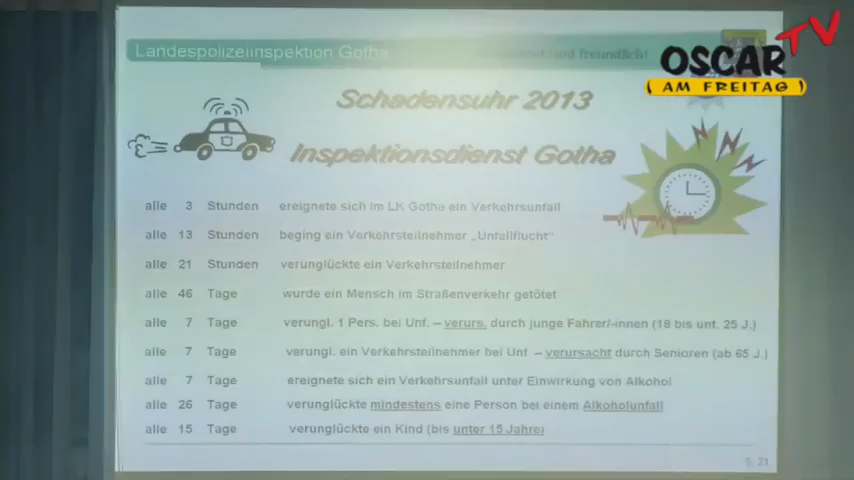 Landespolizeiinspektion Gotha
und freundlich!
OSCAR TV
AM FREITAG
Schadensuhr 2013
Inspektionsdienst Gotha
alle 3 Stunden ereignete sich im LK Gotha ein Verkehrsunfall
alle 13 Stunden beging ein Verkehrsteilnehmer „Unfallflucht"
alle 21 Stunden verunglückte ein Verkehrsteilnehmer
alle 46 Tage wurde ein Mensch im Straßenverkehr getötet
alle 7 Tage verungl. 1 Pers. bei Unf. – verurs. durch junge Fahrer/-innen (18 bis unt. 25 J.)
alle 7 Tage verungl. ein Verkehrsteilnehmer bei Unf – verursacht durch Senioren (ab 65 J.)
alle 7 Tage ereignete sich ein Verkehrsunfall unter Einwirkung von Alkohol
alle 26 Tage verunglückte mindestens eine Person bei einem Alkoholunfall
alle 15 Tage verunglückte ein Kind (bis unter 15 Jahre)
S. 21